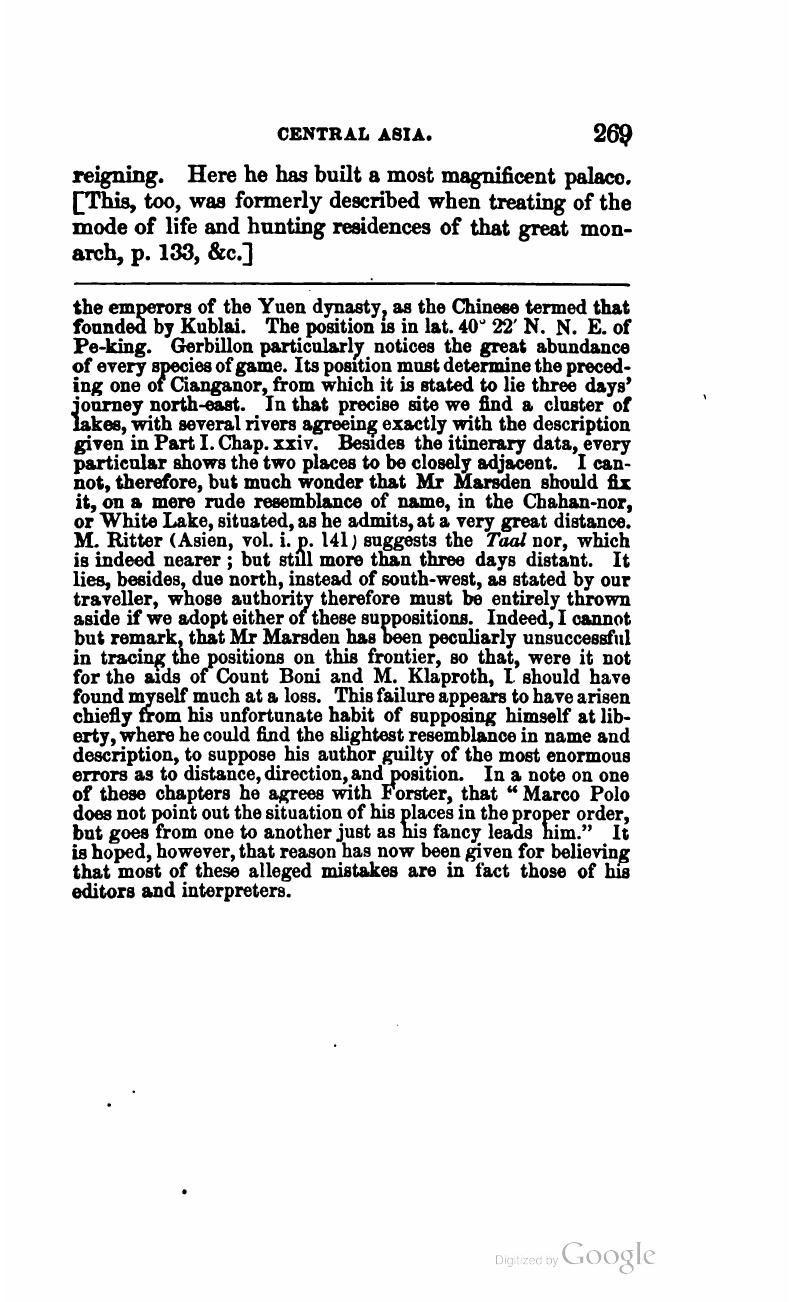 CENTRAL ASIA. 269
reigning. Here he has built a most magnificent palace.
[This, too, was formerly described when treating of the
mode of life and hunting residences of that great mon-
arch, p. 133, &c.]
the emperors of the Yuen dynasty, as the Chinese termed that
founded by Kublai. The position is in lat. 40° 22′ N. N. E. of
Pe-king. Gerbillon particularly notices the great abundance
of every species of game. Its position must determine the preced-
ing one of Cianganor, from which it is stated to lie three days'
journey north-east. In that precise site we find a cluster of
lakes, with several rivers agreeing exactly with the description
given in Part I. Chap. xxiv. Besides the itinerary data, every
particular shows the two places to be closely adjacent. I can-
not, therefore, but much wonder that Mr Marsden should fix
it, on a mere rude resemblance of name, in the Chahan-nor,
or White Lake, situated, as he admits, at a very great distance.
M. Ritter (Asien, vol. i. p. 141) suggests the Taal nor, which
is indeed nearer ; but still more than three days distant. It
lies, besides, due north, instead of south-west, as stated by our
traveller, whose authority therefore must be entirely thrown
aside if we adopt either of these suppositions. Indeed, I cannot
but remark, that Mr Marsden has been peculiarly unsuccessful
in tracing the positions on this frontier, so that, were it not
for the aids of Count Boni and M. Klaproth, I should have
found myself much at a loss. This failure appears to have arisen
chiefly from his unfortunate habit of supposing himself at lib-
erty, where he could find the slightest resemblance in name and
description, to suppose his author guilty of the most enormous
errors as to distance, direction, and position. In a note on one
of these chapters he agrees with Forster, that “ Marco Polo
does not point out the situation of his places in the proper order,
but goes from one to another just as his fancy leads him.” It
is hoped, however, that reason has now been given for believing
that most of these alleged mistakes are in fact those of his
editors and interpreters.
Digitized by Google